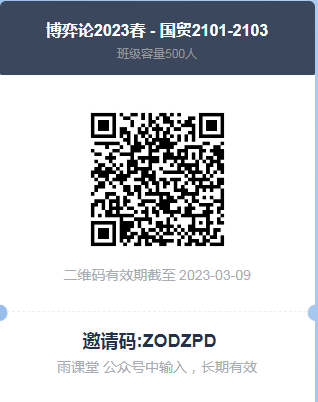 博弈论2023春 - 国贸2101-2103
班级容量500人
二维码有效期截至 2023-03-09
邀请码:ZODZPD
雨课堂 公众号中输入，长期有效